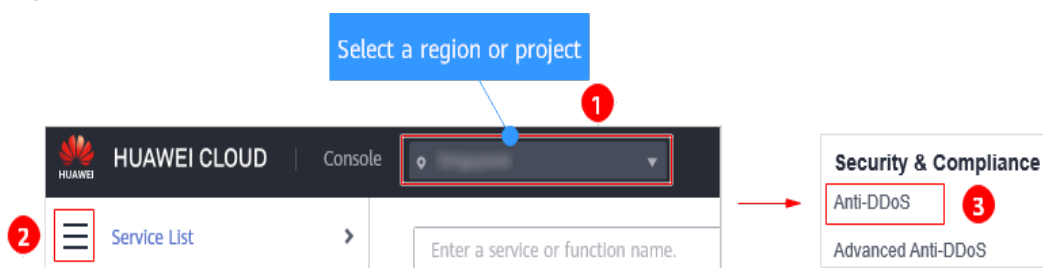 Select a region or project
1
HUAWEI
HUAWEI CLOUD
Console
2
Service List
Enter a service or function name.
Security & Compliance
Anti-DDoS
3
Advanced Anti-DDoS